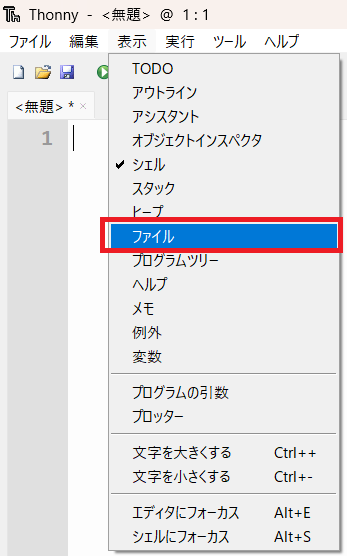 Thonny - <無題> @ 1 : 1
ファイル 編集 表示 実行 ツール ヘルプ
<無題> * ×
1
TODO
アウトライン
アシスタント
オブジェクトインスペクタ
✓ シェル
スタック
ヒープ
ファイル
プログラムツリー
ヘルプ
メモ
例外
変数
プログラムの引数
プロッター
文字を大きくする Ctrl++
文字を小さくする Ctrl+-
エディタにフォーカス Alt+E
シェルにフォーカス Alt+S